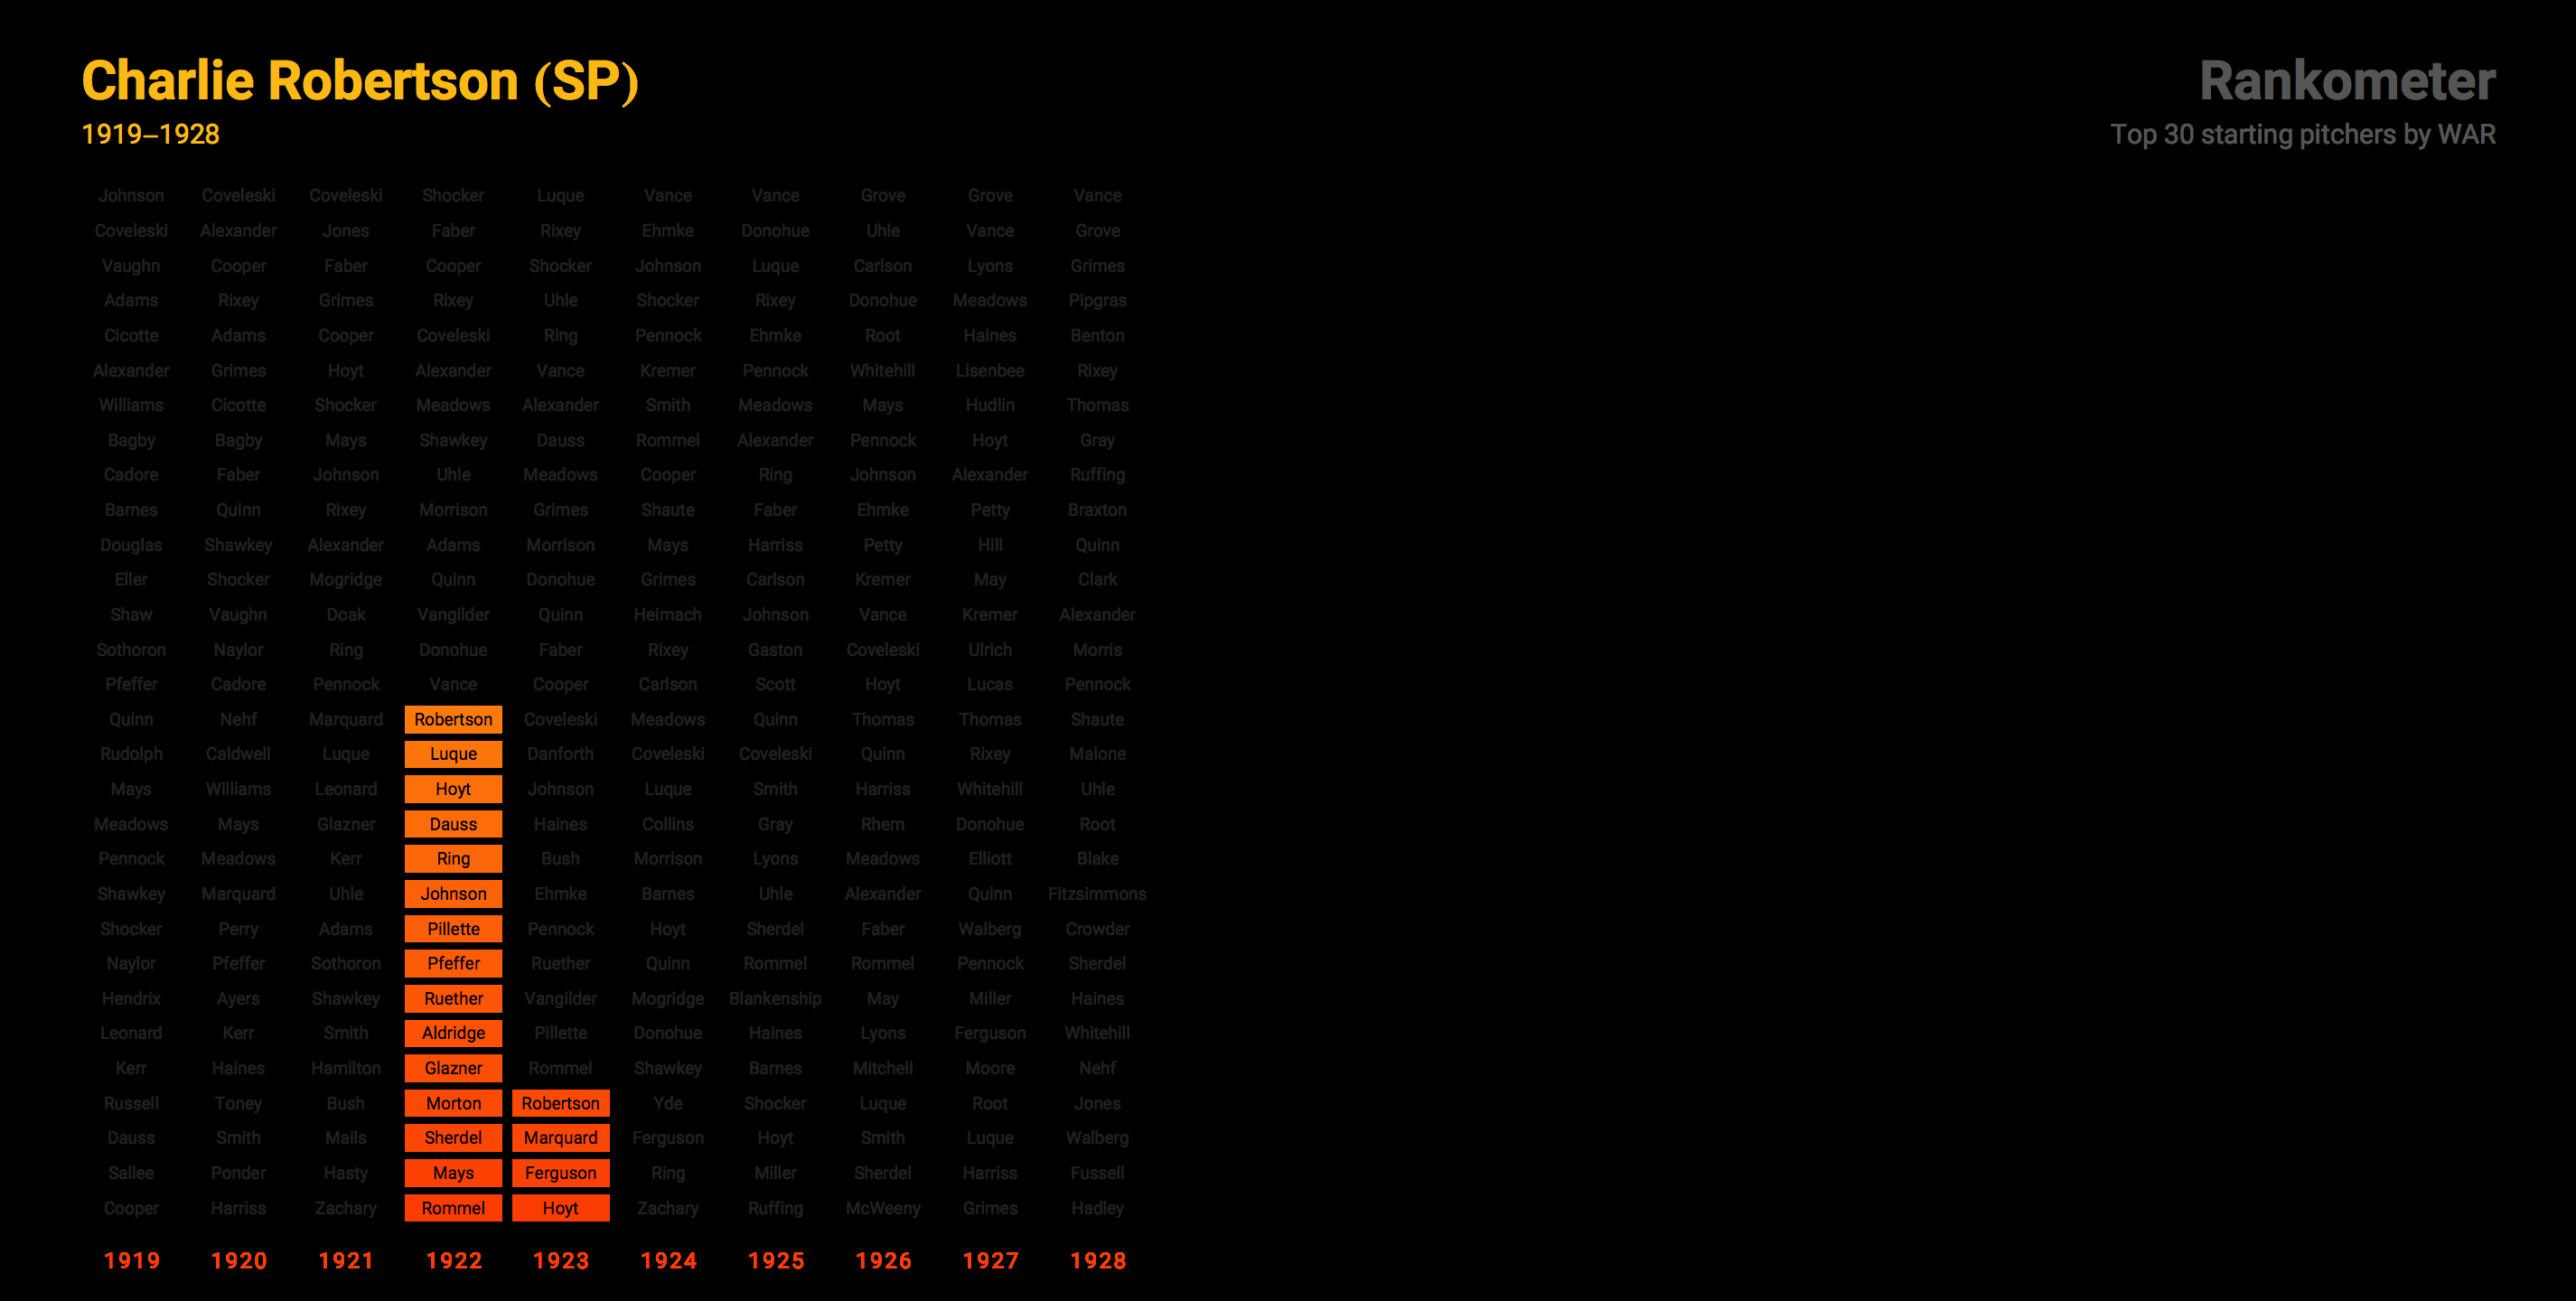 Charlie Robertson (SP)
1919–1928
Rankometer
Top 30 starting pitchers by WAR
Johnson Coveleski Coveleski Shocker Luque Vance Vance Grove Grove Vance
Coveleski Alexander Jones Faber Rixey Ehmke Donohue Uhle Vance Grove
Vaughn Cooper Faber Cooper Shocker Johnson Luque Carlson Lyons Grimes
Adams Rixey Grimes Rixey Uhle Shocker Rixey Donohue Meadows Pipgras
Cicotte Adams Cooper Coveleski Ring Pennock Ehmke Root Haines Benton
Alexander Grimes Hoyt Alexander Vance Kremer Pennock Whitehill Lisenbee Rixey
Williams Cicotte Shocker Meadows Alexander Smith Meadows Mays Hudlin Thomas
Bagby Bagby Mays Shawkey Dauss Rommel Alexander Pennock Hoyt Gray
Cadore Faber Johnson Uhle Meadows Cooper Ring Johnson Alexander Ruffing
Barnes Quinn Rixey Morrison Grimes Shaute Faber Ehmke Petty Braxton
Douglas Shawkey Alexander Adams Morrison Mays Harriss Petty Hill Quinn
Eller Shocker Mogridge Quinn Donohue Grimes Carlson Kremer May Clark
Shaw Vaughn Doak Vangilder Quinn Heimach Johnson Vance Kremer Alexander
Sothoron Naylor Ring Donohue Faber Rixey Gaston Coveleski Ulrich Morris
Pfeffer Cadore Pennock Vance Cooper Carlson Scott Hoyt Lucas Pennock
Quinn Nehf Marquard Robertson Coveleski Meadows Quinn Thomas Thomas Shaute
Rudolph Caldwell Luque Luque Danforth Coveleski Coveleski Quinn Rixey Malone
Mays Williams Leonard Hoyt Johnson Luque Smith Harriss Whitehill Uhle
Meadows Mays Glazner Dauss Haines Collins Gray Rhem Donohue Root
Pennock Meadows Kerr Ring Bush Morrison Lyons Meadows Elliott Blake
Shawkey Marquard Uhle Johnson Ehmke Barnes Uhle Alexander Quinn Fitzsimmons
Shocker Perry Adams Pillette Pennock Hoyt Sherdel Faber Walberg Crowder
Naylor Pfeffer Sothoron Pfeffer Ruether Quinn Rommel Rommel Pennock Sherdel
Hendrix Ayers Shawkey Ruether Vangilder Mogridge Blankenship May Miller Haines
Leonard Kerr Smith Aldridge Pillette Donohue Haines Lyons Ferguson Whitehill
Kerr Haines Hamilton Glazner Rommel Shawkey Barnes Mitchell Moore Nehf
Russell Toney Bush Morton Robertson Yde Shocker Luque Root Jones
Dauss Smith Mails Sherdel Marquard Ferguson Hoyt Smith Luque Walberg
Sallee Ponder Hasty Mays Ferguson Ring Miller Sherdel Harriss Fussell
Cooper Harriss Zachary Rommel Hoyt Zachary Ruffing McWeeny Grimes Hadley
1919 1920 1921 1922 1923 1924 1925 1926 1927 1928